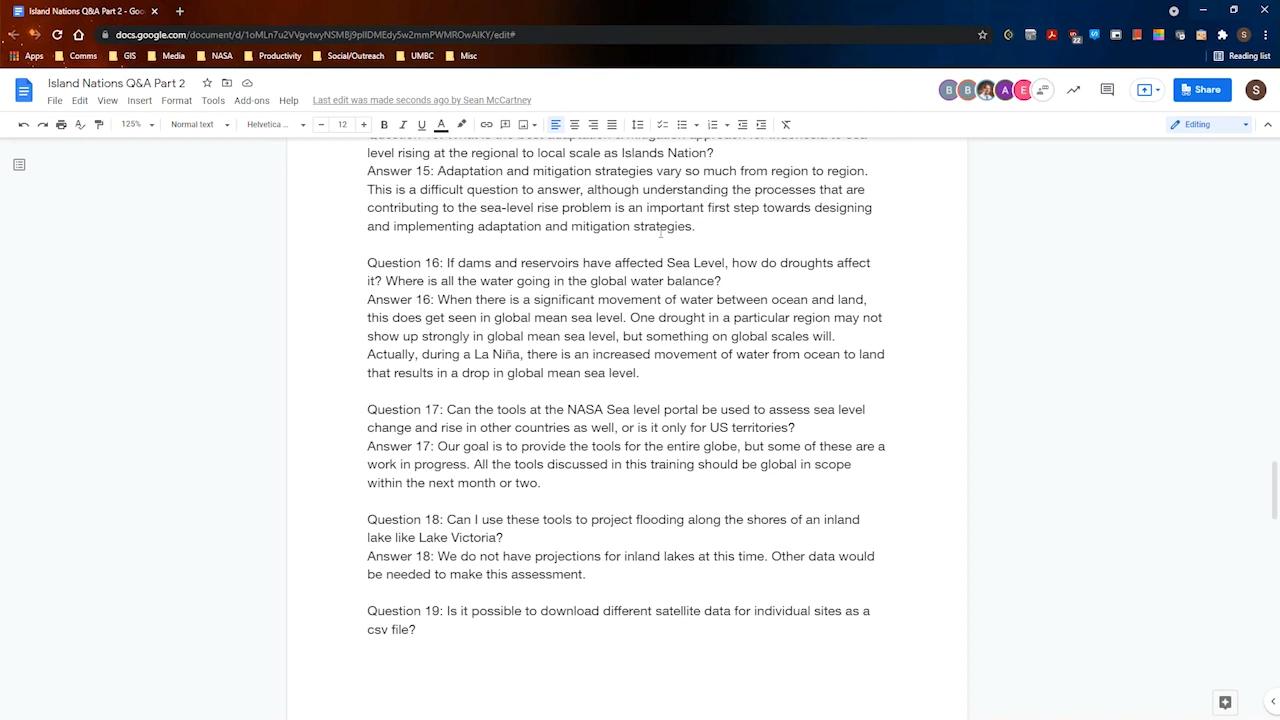 Island Nations Q&A Part 2 - Goo
docs.google.com/document/d/1oMLn7u2VVgvtwyNSMBj9pIlDMEdy5w2mmPWMROwAlKY/edit#
Apps Comms GIS Media NASA Productivity Social/Outreach UMBC Misc Reading list
Island Nations Q&A Part 2
File Edit View Insert Format Tools Add-ons Help Last edit was made seconds ago by Sean McCartney
B B A E Share S
125% Normal text Helvetica ... 12 B I U A Editing
level rising at the regional to local scale as Islands Nation?
Answer 15: Adaptation and mitigation strategies vary so much from region to region.
This is a difficult question to answer, although understanding the processes that are
contributing to the sea-level rise problem is an important first step towards designing
and implementing adaptation and mitigation strategies.
Question 16: If dams and reservoirs have affected Sea Level, how do droughts affect
it? Where is all the water going in the global water balance?
Answer 16: When there is a significant movement of water between ocean and land,
this does get seen in global mean sea level. One drought in a particular region may not
show up strongly in global mean sea level, but something on global scales will.
Actually, during a La Niña, there is an increased movement of water from ocean to land
that results in a drop in global mean sea level.
Question 17: Can the tools at the NASA Sea level portal be used to assess sea level
change and rise in other countries as well, or is it only for US territories?
Answer 17: Our goal is to provide the tools for the entire globe, but some of these are a
work in progress. All the tools discussed in this training should be global in scope
within the next month or two.
Question 18: Can I use these tools to project flooding along the shores of an inland
lake like Lake Victoria?
Answer 18: We do not have projections for inland lakes at this time. Other data would
be needed to make this assessment.
Question 19: Is it possible to download different satellite data for individual sites as a
csv file?